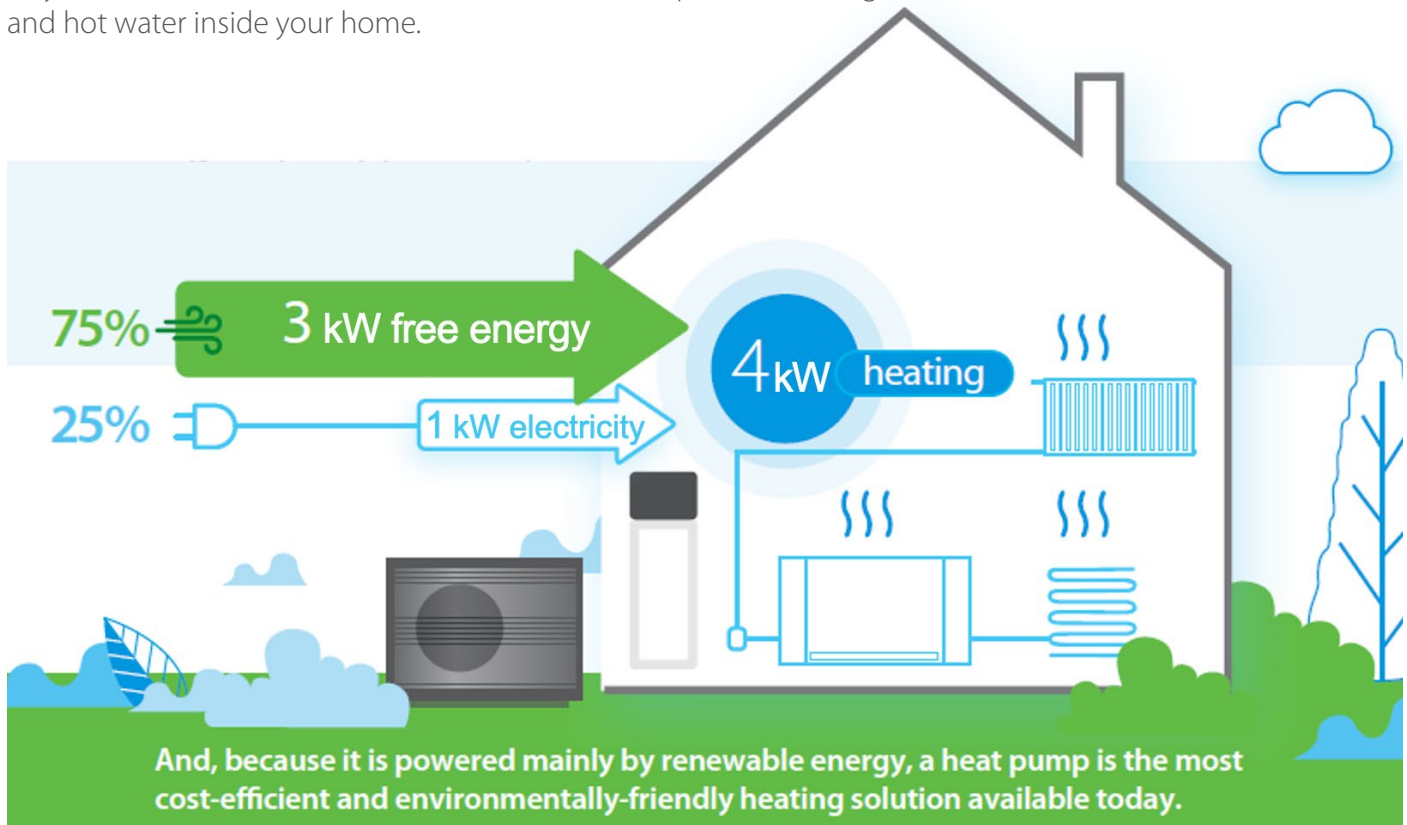 and hot water inside your home.
75%
3 kW free energy
4 kW heating
25%
1 kW electricity
And, because it is powered mainly by renewable energy, a heat pump is the most
cost-efficient and environmentally-friendly heating solution available today.